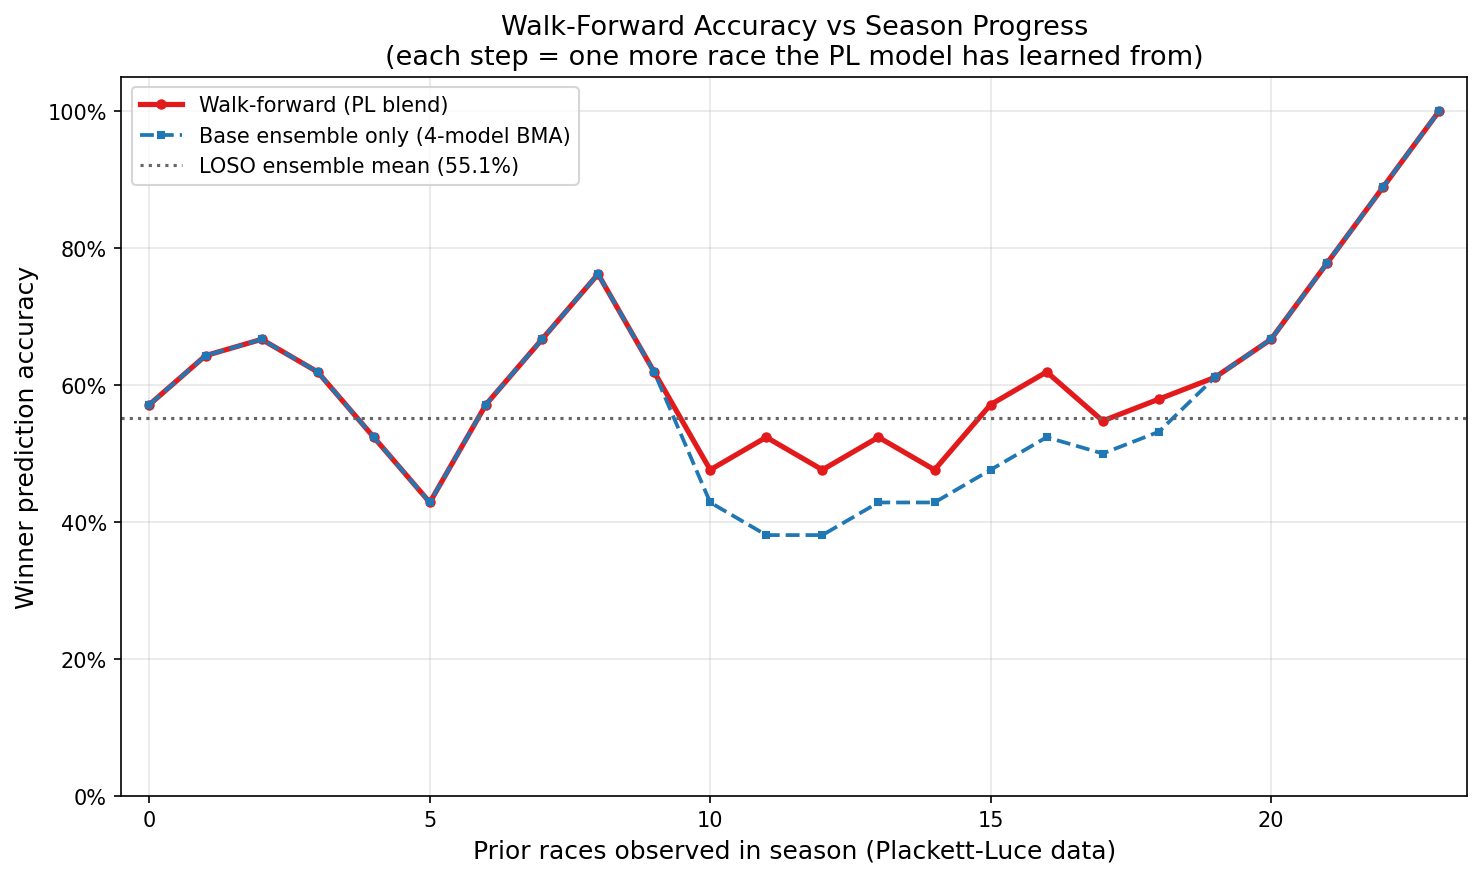 Walk-Forward Accuracy vs Season Progress
(each step = one more race the PL model has learned from)
Walk-forward (PL blend)
Base ensemble only (4-model BMA)
LOSO ensemble mean (55.1%)
Winner prediction accuracy
100%
80%
60%
40%
20%
0%
0
5
10
15
20
Prior races observed in season (Plackett-Luce data)